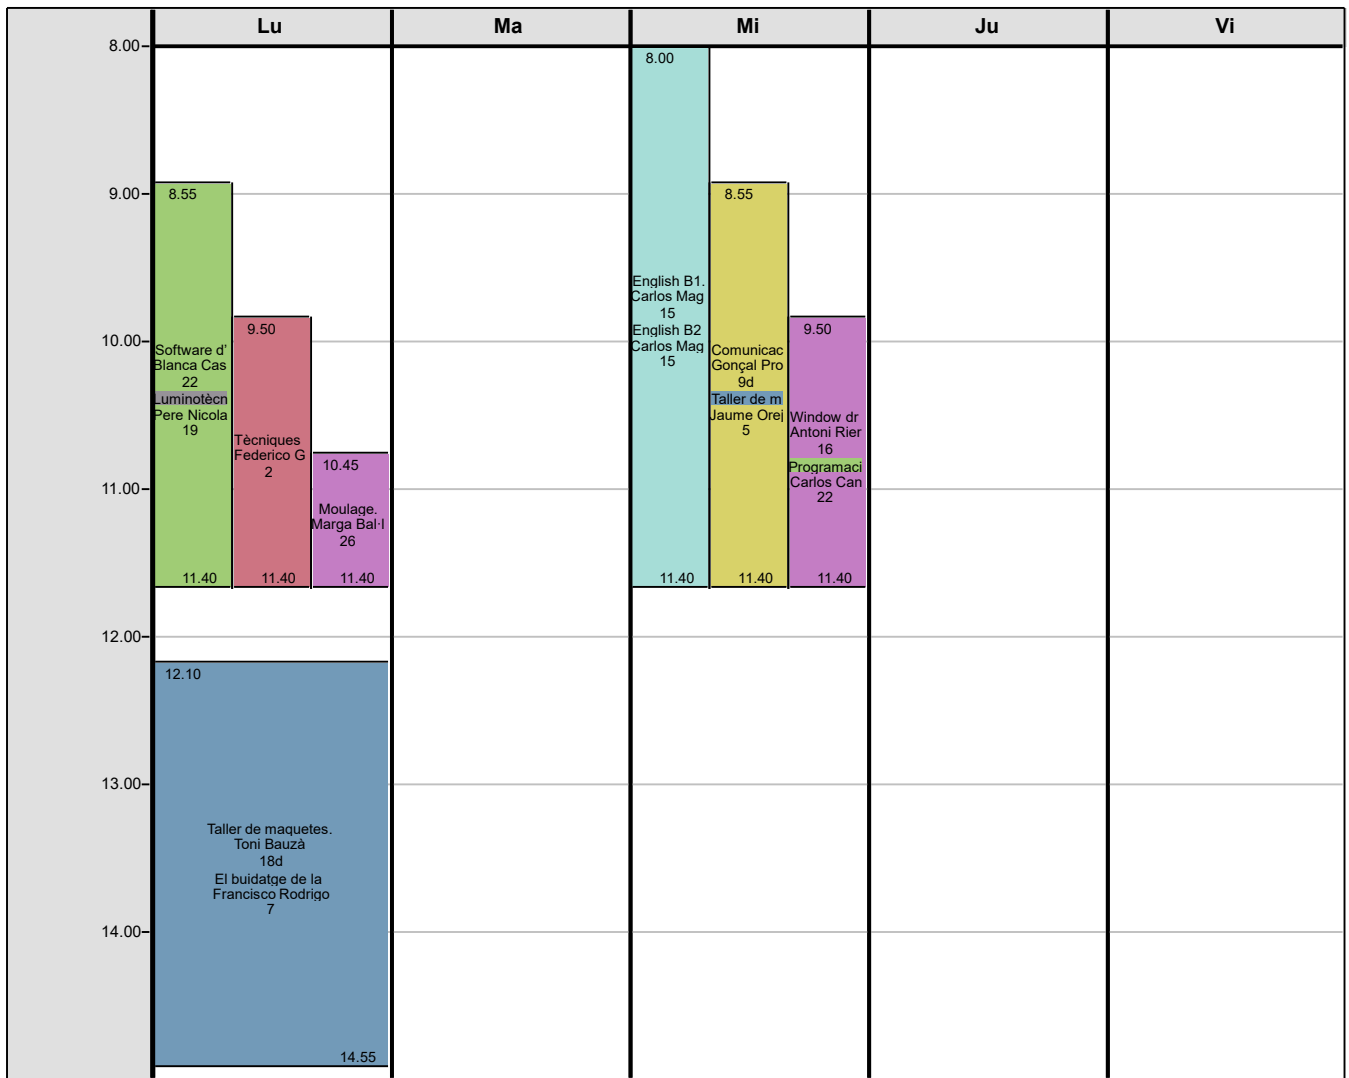 Lu Ma Mi Ju Vi
8.00
9.00
10.00
11.00
12.00
13.00
14.00
8.55
Software d'
Blanca Cas
22
Luminotècn
Pere Nicola
19
11.40
9.50
Tècniques
Federico G
2
11.40
10.45
Moulage.
Marga Bal·l
26
11.40
12.10
Taller de maquetes.
Toni Bauzà
18d
El buidatge de la
Francisco Rodrigo
7
14.55
8.00
English B1.
Carlos Mag
15
English B2
Carlos Mag
15
11.40
8.55
Comunicac
Gonçal Pro
9d
Taller de m
Jaume Orej
5
11.40
9.50
Window dr
Antoni Rier
16
Programaci
Carlos Can
22
11.40